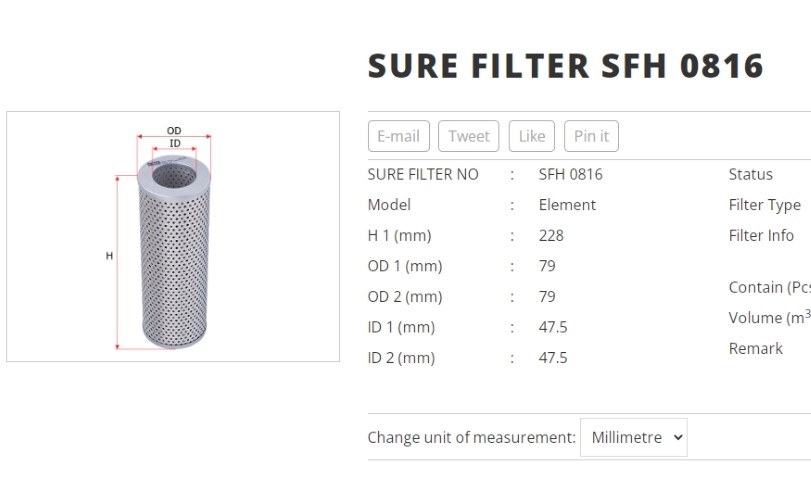 SURE FILTER SFH 0816
OD
ID
H
E-mail Tweet Like Pin it
SURE FILTER NO : SFH 0816 Status
Model : Element Filter Type
H 1 (mm) : 228 Filter Info
OD 1 (mm) : 79
OD 2 (mm) : 79 Contain (Pcs
ID 1 (mm) : 47.5 Volume (m³
ID 2 (mm) : 47.5 Remark
Change unit of measurement: Millimetre